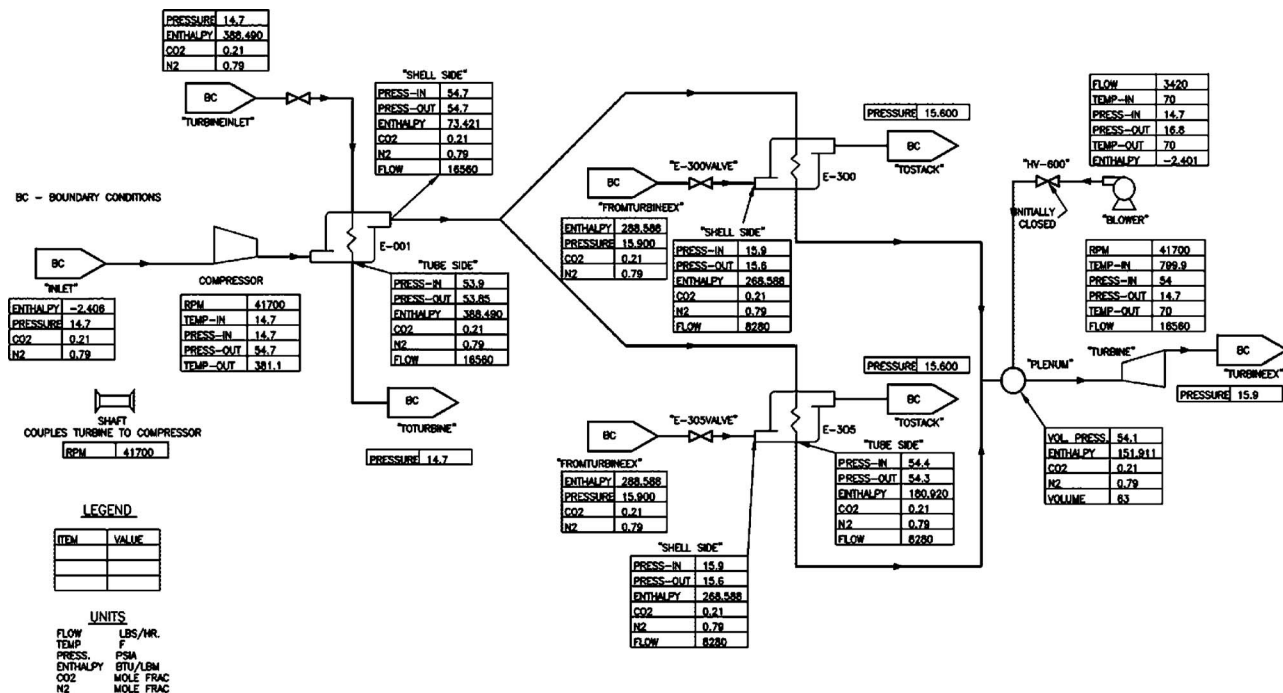 PRESSURE 14.7
ENTHALPY 388.490
CO2 0.21
N2 0.79
BC
"TURBINEINLET"
"SHELL SIDE"
PRESS-IN 54.7
PRESS-OUT 54.7
ENTHALPY 73.421
CO2 0.21
N2 0.79
FLOW 16560
BC - BOUNDARY CONDITIONS
BC
"INLET"
ENTHALPY -2.406
PRESSURE 14.7
CO2 0.21
N2 0.79
COMPRESSOR
RPM 41700
TEMP-IN 14.7
PRESS-IN 14.7
PRESS-OUT 54.7
TEMP-OUT 381.1
E-001
"TUBE SIDE"
PRESS-IN 53.9
PRESS-OUT 53.85
ENTHALPY 388.490
CO2 0.21
N2 0.79
FLOW 16560
BC
"TOTURBINE"
PRESSURE 14.7
SHAFT
COUPLES TURBINE TO COMPRESSOR
RPM 41700
LEGEND
ITEM VALUE
UNITS
FLOW LBS/HR.
TEMP F
PRESS. PSIA
ENTHALPY BTU/LBM
CO2 MOLE FRAC
N2 MOLE FRAC
PRESSURE 15.600
BC
"TOSTACK"
E-300
"E-300VALVE"
BC
"FROMTURBINEEX"
ENTHALPY 288.588
PRESSURE 15.900
CO2 0.21
N2 0.79
"SHELL SIDE"
PRESS-IN 15.9
PRESS-OUT 15.6
ENTHALPY 268.588
CO2 0.21
N2 0.79
FLOW 8280
PRESSURE 15.600
BC
"TOSTACK"
E-305
"E-305VALVE"
BC
"FROMTURBINEEX"
ENTHALPY 288.588
PRESSURE 15.900
CO2 0.21
N2 0.79
"TUBE SIDE"
PRESS-IN 54.4
PRESS-OUT 54.3
ENTHALPY 180.920
CO2 0.21
N2 0.79
FLOW 8280
"SHELL SIDE"
PRESS-IN 15.9
PRESS-OUT 15.6
ENTHALPY 268.588
CO2 0.21
N2 0.79
FLOW 8280
FLOW 3420
TEMP-IN 70
PRESS-IN 14.7
PRESS-OUT 16.8
TEMP-OUT 70
ENTHALPY -2.401
"HV-600"
INITIALLY
CLOSED
"BLOWER"
RPM 41700
TEMP-IN 799.9
PRESS-IN 54
PRESS-OUT 14.7
TEMP-OUT 70
FLOW 16560
"PLENUM"
"TURBINE"
BC
"TURBINEEX"
PRESSURE 15.9
VOL. PRESS. 54.1
ENTHALPY 151.911
CO2 0.21
N2 0.79
VOLUME 63